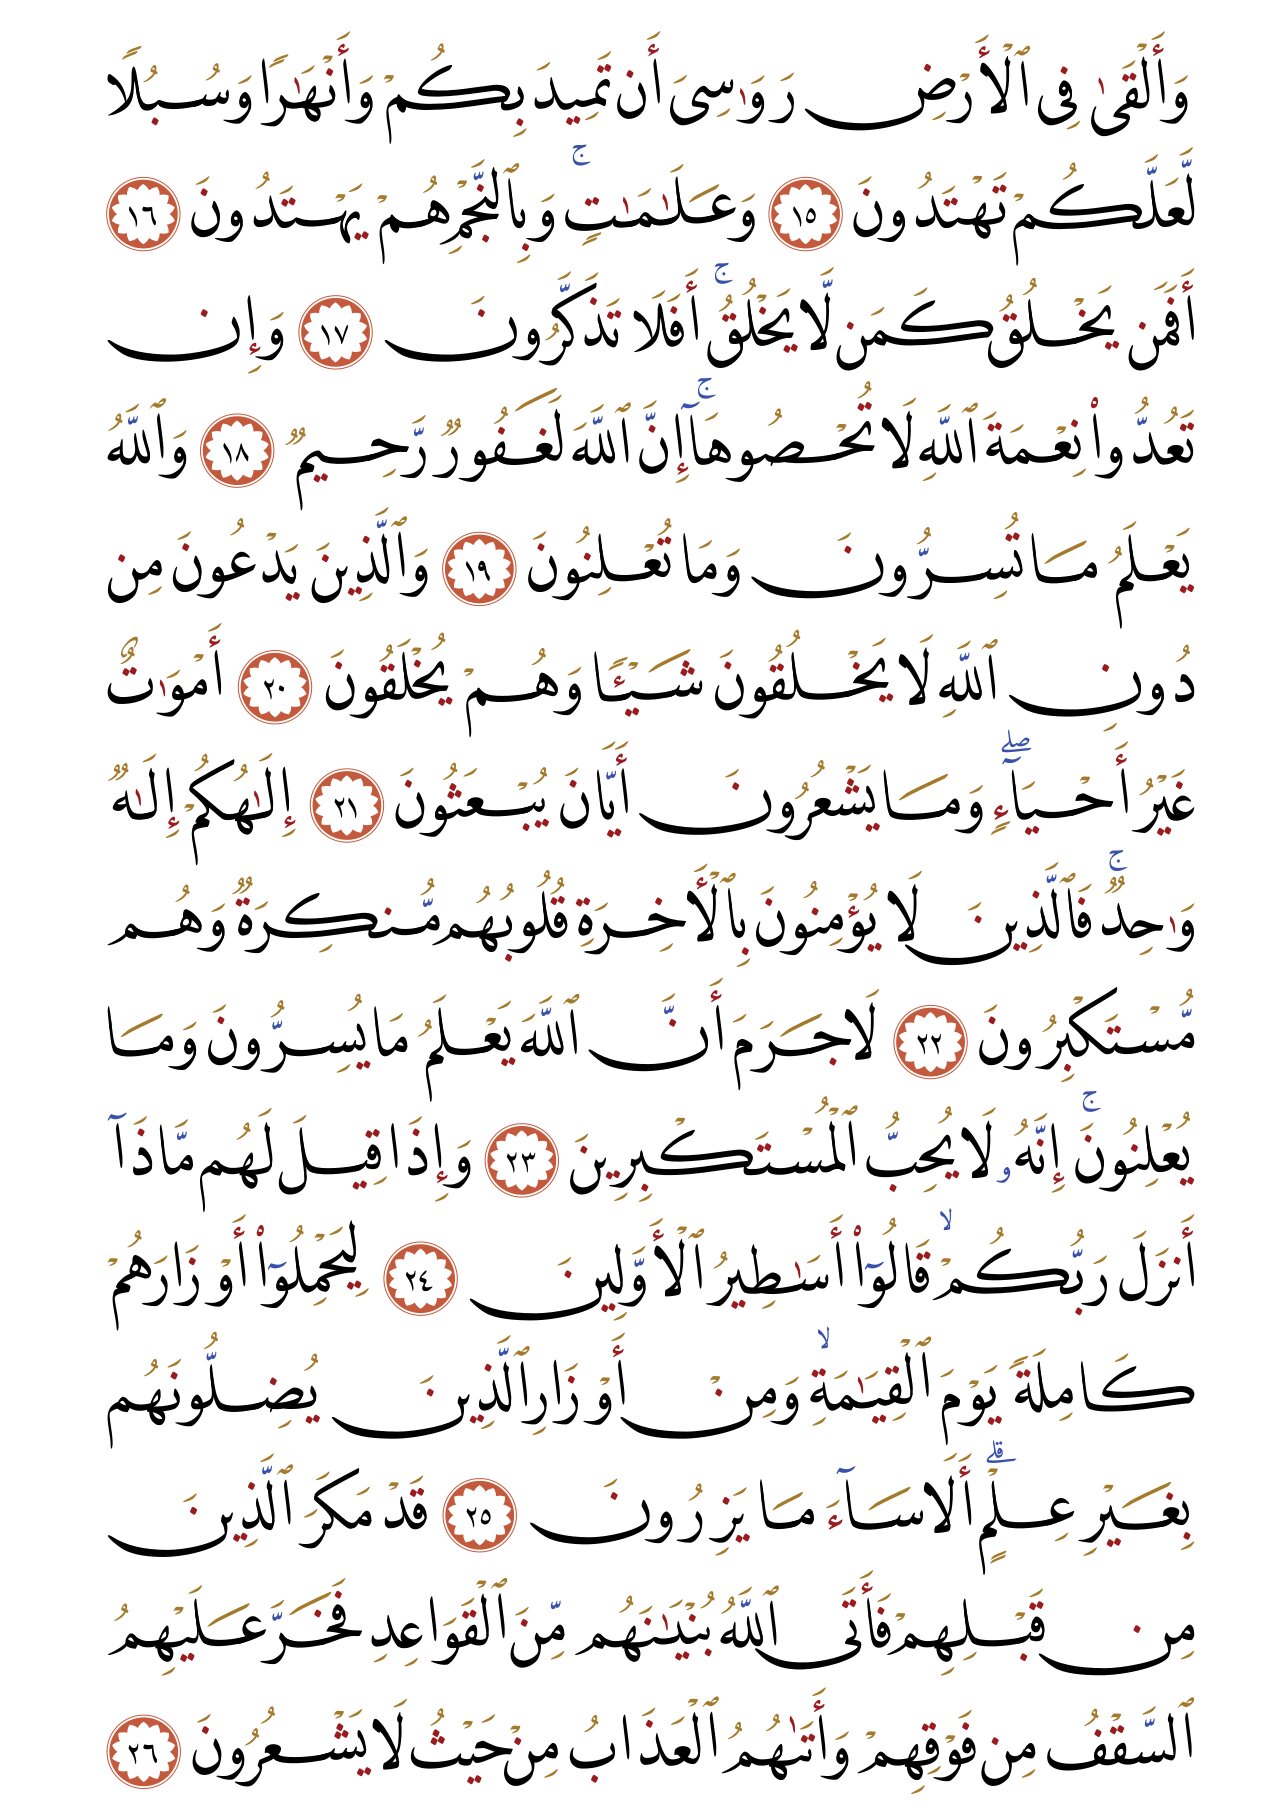 وَأَلْقَىٰ فِى ٱلْأَرْضِ رَوَٰسِىَ أَن تَمِيدَ بِكُمْ وَأَنْهَٰرًا وَسُبُلًا
لَّعَلَّكُمْ تَهْتَدُونَ ١٥ وَعَلَٰمَٰتٍ ۚ وَبِٱلنَّجْمِ هُمْ يَهْتَدُونَ ١٦
أَفَمَن يَخْلُقُ كَمَن لَّا يَخْلُقُ ۚ أَفَلَا تَذَكَّرُونَ ١٧ وَإِن
تَعُدُّوا۟ نِعْمَةَ ٱللَّهِ لَا تُحْصُوهَآ ۚ إِنَّ ٱللَّهَ لَغَفُورٌ رَّحِيمٌ ١٨ وَٱللَّهُ
يَعْلَمُ مَا تُسِرُّونَ وَمَا تُعْلِنُونَ ١٩ وَٱلَّذِينَ يَدْعُونَ مِن
دُونِ ٱللَّهِ لَا يَخْلُقُونَ شَيْـًٔا وَهُمْ يُخْلَقُونَ ٢٠ أَمْوَٰتٌ
غَيْرُ أَحْيَآءٍ ۖ وَمَا يَشْعُرُونَ أَيَّانَ يُبْعَثُونَ ٢١ إِلَٰهُكُمْ إِلَٰهٌ
وَٰحِدٌ ۚ فَٱلَّذِينَ لَا يُؤْمِنُونَ بِٱلْأَخِرَةِ قُلُوبُهُم مُّنكِرَةٌ وَهُم
مُّسْتَكْبِرُونَ ٢٢ لَا جَرَمَ أَنَّ ٱللَّهَ يَعْلَمُ مَا يُسِرُّونَ وَمَا
يُعْلِنُونَ ۚ إِنَّهُۥ لَا يُحِبُّ ٱلْمُسْتَكْبِرِينَ ٢٣ وَإِذَا قِيلَ لَهُم مَّاذَآ
أَنزَلَ رَبُّكُمْ ۙ قَالُوٓا۟ أَسَٰطِيرُ ٱلْأَوَّلِينَ ٢٤ لِيَحْمِلُوٓا۟ أَوْزَارَهُمْ
كَامِلَةً يَوْمَ ٱلْقِيَٰمَةِ ۙ وَمِنْ أَوْزَارِ ٱلَّذِينَ يُضِلُّونَهُم
بِغَيْرِ عِلْمٍ ۗ أَلَا سَآءَ مَا يَزِرُونَ ٢٥ قَدْ مَكَرَ ٱلَّذِينَ
مِن قَبْلِهِمْ فَأَتَى ٱللَّهُ بُنْيَٰنَهُم مِّنَ ٱلْقَوَاعِدِ فَخَرَّ عَلَيْهِمُ
ٱلسَّقْفُ مِن فَوْقِهِمْ وَأَتَىٰهُمُ ٱلْعَذَابُ مِنْ حَيْثُ لَا يَشْعُرُونَ ٢٦